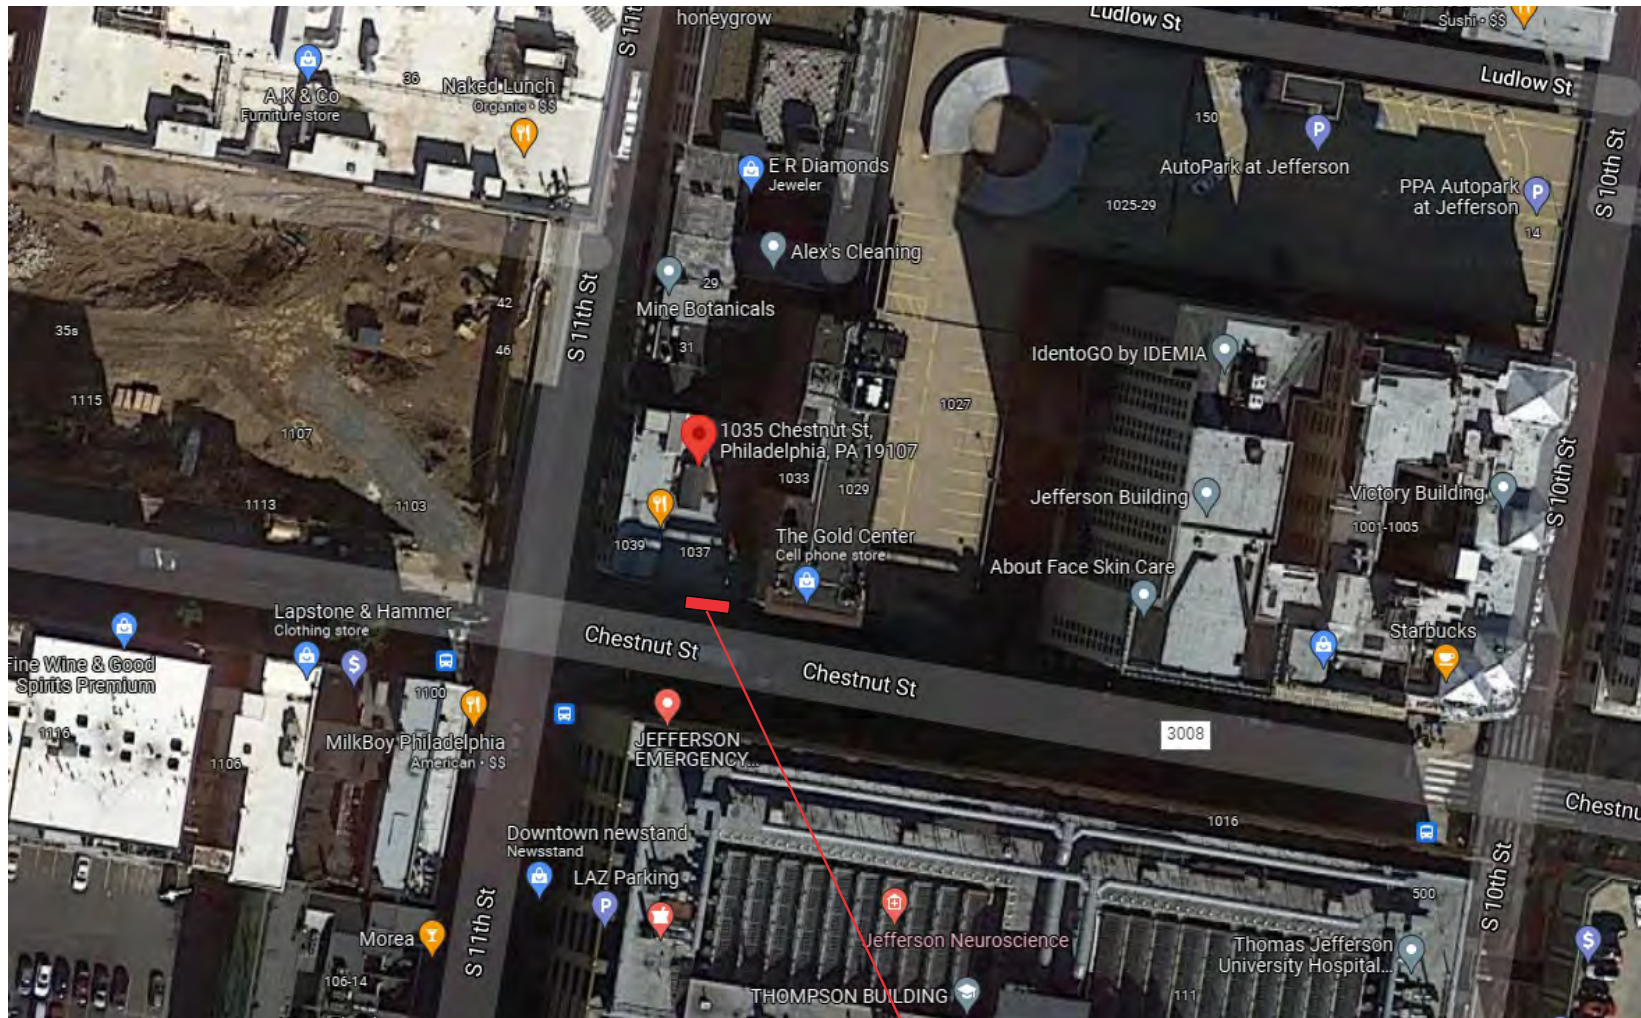 honeygrow
S 11t
Ludlow St
Sushi • $$
Ludlow St
36
A.K & Co
Furniture store
Naked Lunch
Organic • $$
150
AutoPark at Jefferson
PPA Autopark
at Jefferson
14
S 10th St
E R Diamonds
Jeweler
1025-29
Alex's Cleaning
29
Mine Botanicals
31
42
46
S 11th St
35s
1115
1107
IdentoGO by IDEMIA
1027
1035 Chestnut St,
Philadelphia, PA 19107
1033
1029
1113
1103
Jefferson Building
Victory Building
1001-1005
S 10th St
1039
1037
The Gold Center
Cell phone store
About Face Skin Care
Lapstone & Hammer
Clothing store
Chestnut St
Chestnut St
Starbucks
Fine Wine & Good
Spirits Premium
$
1100
1116
1106
MilkBoy Philadelphia
American • $$
JEFFERSON
EMERGENCY...
3008
Chestnu
1016
Downtown newstand
Newsstand
LAZ Parking
P
500
S 10th St
S 11th St
Morea
106-14
Jefferson Neuroscience
Thomas Jefferson
University Hospital...
$
THOMPSON BUILDING
111